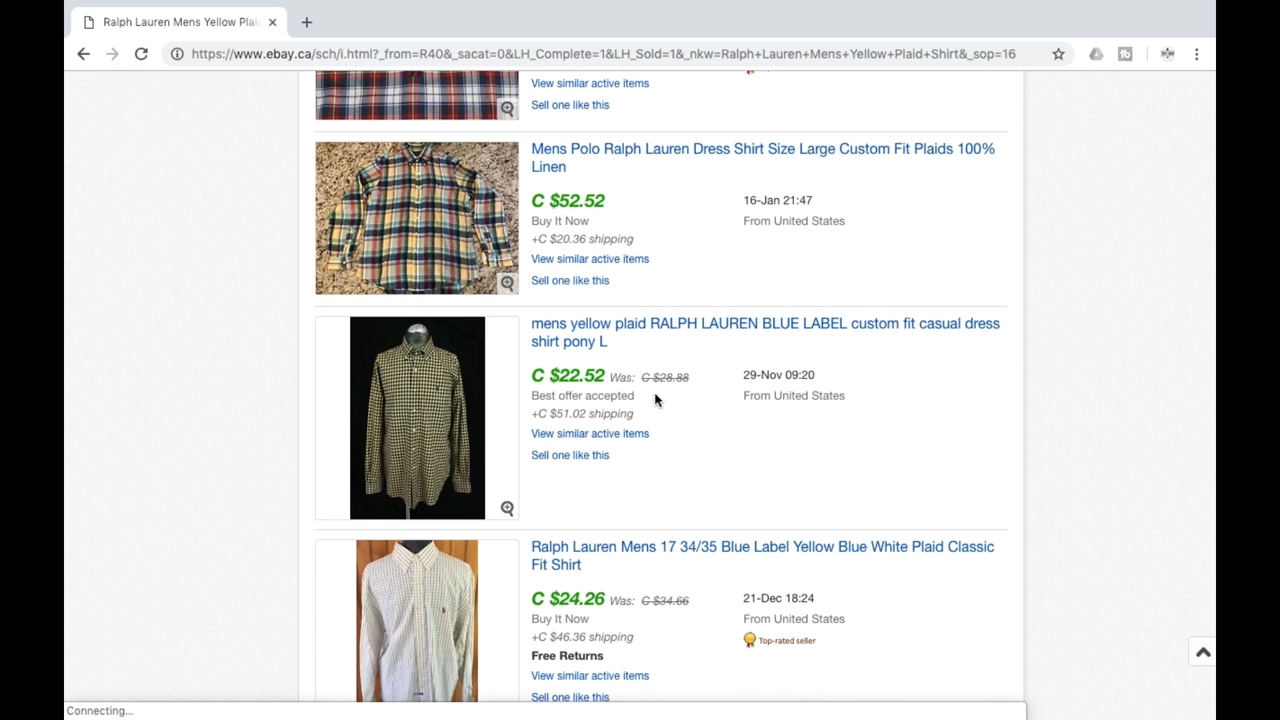 Ralph Lauren Mens Yellow Plai
https://www.ebay.ca/sch/i.html?_from=R40&_sacat=0&LH_Complete=1&LH_Sold=1&_nkw=Ralph+Lauren+Mens+Yellow+Plaid+Shirt&_sop=16
View similar active items
Sell one like this
Mens Polo Ralph Lauren Dress Shirt Size Large Custom Fit Plaids 100%
Linen
C $52.52 16-Jan 21:47
Buy It Now From United States
+C $20.36 shipping
View similar active items
Sell one like this
mens yellow plaid RALPH LAUREN BLUE LABEL custom fit casual dress
shirt pony L
C $22.52 Was: C $28.88 29-Nov 09:20
Best offer accepted From United States
+C $51.02 shipping
View similar active items
Sell one like this
Ralph Lauren Mens 17 34/35 Blue Label Yellow Blue White Plaid Classic
Fit Shirt
C $24.26 Was: C $34.66 21-Dec 18:24
Buy It Now From United States
+C $46.36 shipping Top-rated seller
Free Returns
View similar active items
Sell one like this
Connecting...